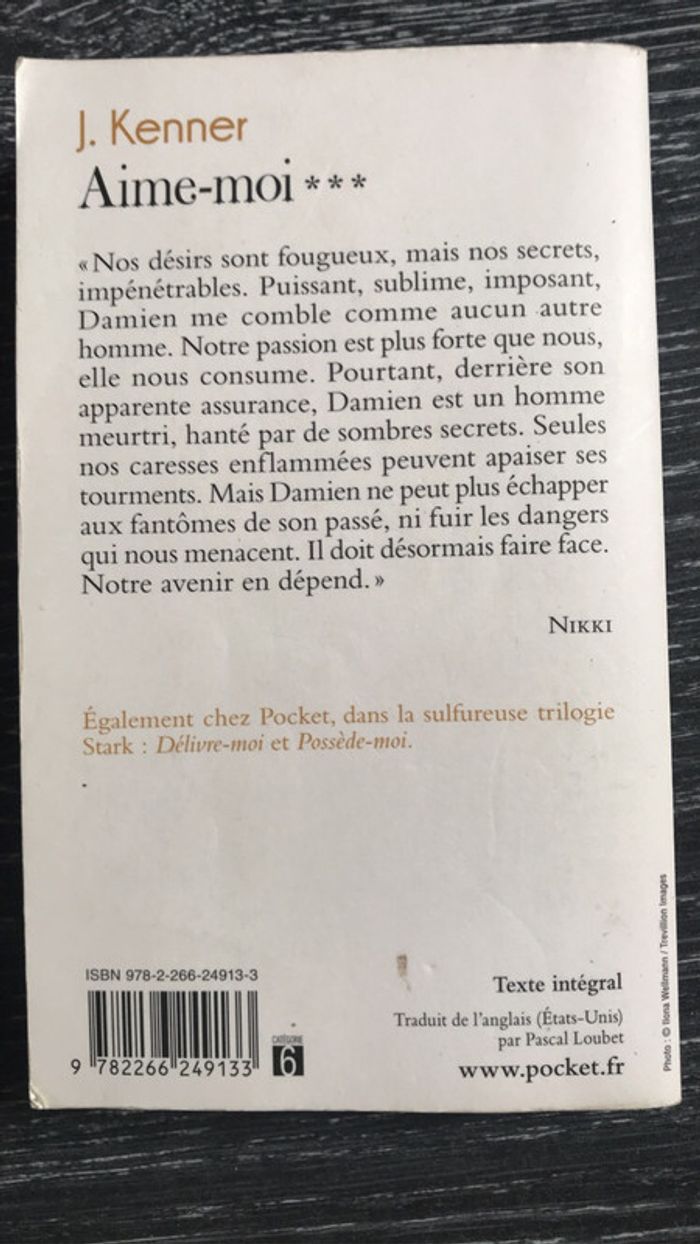 J. Kenner
Aime-moi ***
« Nos désirs sont fougueux, mais nos secrets,
impénétrables. Puissant, sublime, imposant,
Damien me comble comme aucun autre
homme. Notre passion est plus forte que nous,
elle nous consume. Pourtant, derrière son
apparente assurance, Damien est un homme
meurtri, hanté par de sombres secrets. Seules
nos caresses enflammées peuvent apaiser ses
tourments. Mais Damien ne peut plus échapper
aux fantômes de son passé, ni fuir les dangers
qui nous menacent. Il doit désormais faire face.
Notre avenir en dépend. »
NIKKI
Également chez Pocket, dans la sulfureuse trilogie
Stark : Délivre-moi et Possède-moi.
ISBN 978-2-266-24913-3
9 782266 249133
CATÉGORIE
6
Texte intégral
Traduit de l'anglais (États-Unis)
par Pascal Loubet
www.pocket.fr
Photo : © Ilona Wellmann / Trevillion Images